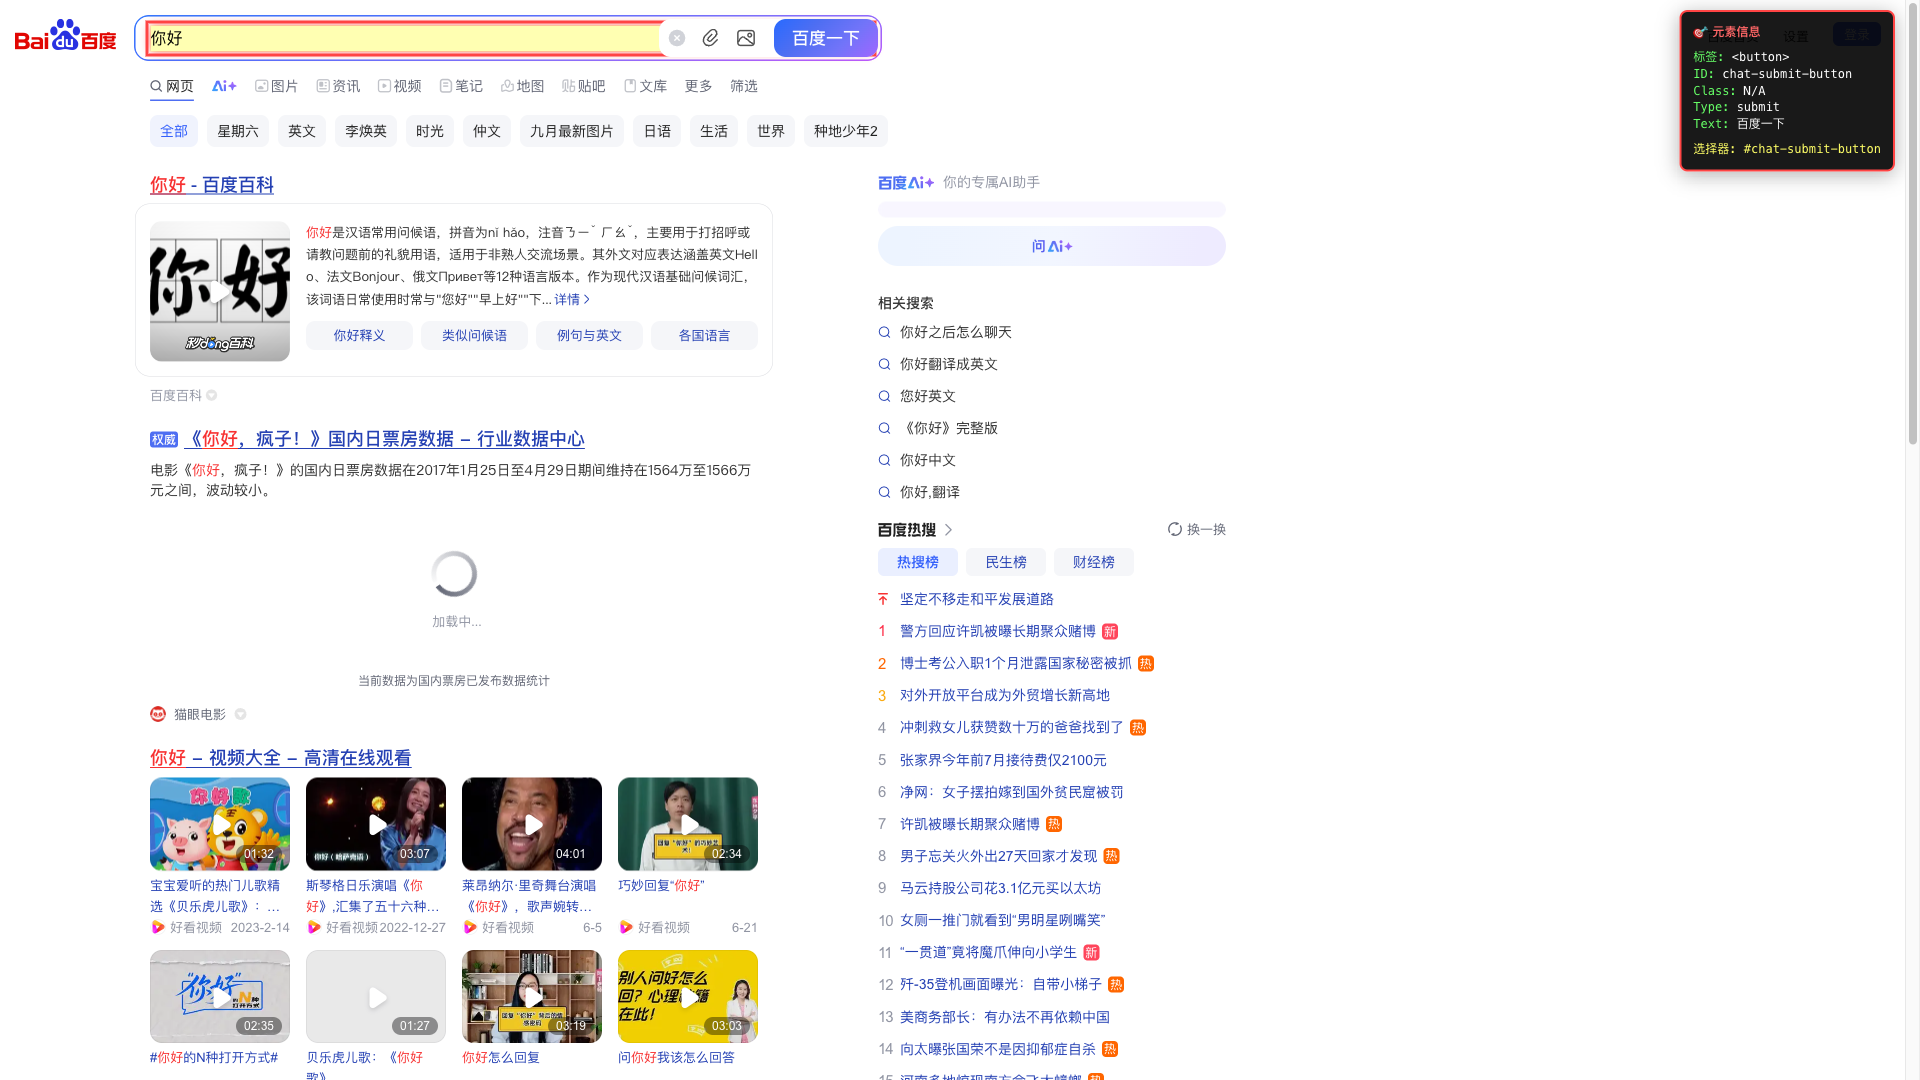 Bai du 百度
你好
百度一下
网页 Ai+ 图片 资讯 视频 笔记 地图 贴吧 文库 更多 筛选
全部 星期六 英文 李焕英 时光 仲文 九月最新图片 日语 生活 世界 种地少年2
你好 - 百度百科
你好
秒dong百科
你好是汉语常用问候语，拼音为nǐ hǎo，注音ㄋㄧˇ ㄏㄠˇ，主要用于打招呼或
请教问题前的礼貌用语，适用于非熟人交流场景。其外文对应表达涵盖英文Hell
o、法文Bonjour、俄文Привет等12种语言版本。作为现代汉语基础问候词汇，
该词语日常使用时常与"您好""早上好""下... 详情
你好释义 类似问候语 例句与英文 各国语言
百度百科
权威 《你好，疯子！》国内日票房数据 – 行业数据中心
电影《你好，疯子！》的国内日票房数据在2017年1月25日至4月29日期间维持在1564万至1566万
元之间，波动较小。
加载中...
当前数据为国内票房已发布数据统计
猫眼电影
你好 – 视频大全 – 高清在线观看
你好歌
01:32
你好（哈萨克语）
03:07
04:01
回复“你好”的巧妙艺术!
02:34
宝宝爱听的热门儿歌精
选《贝乐虎儿歌》：...
好看视频 2023-2-14
斯琴格日乐演唱《你
好》,汇集了五十六种...
好看视频 2022-12-27
莱昂纳尔·里奇舞台演唱
《你好》，歌声婉转...
好看视频 6-5
巧妙回复“你好”
好看视频 6-21
“你好”
的N种
打开方式
02:35
01:27
03:19
别人问好怎么
回？心理
在此！
03:03
#你好的N种打开方式#
贝乐虎儿歌：《你好
歌》
你好怎么回复
问你好我该怎么回答
百度Ai+ 你的专属AI助手
问Ai+
相关搜索
你好之后怎么聊天
你好翻译成英文
您好英文
《你好》完整版
你好中文
你好,翻译
百度热搜 换一换
热搜榜 民生榜 财经榜
坚定不移走和平发展道路
1 警方回应许凯被曝长期聚众赌博 新
2 博士考公入职1个月泄露国家秘密被抓 热
3 对外开放平台成为外贸增长新高地
4 冲刺救女儿获赞数十万的爸爸找到了 热
5 张家界今年前7月接待费仅2100元
6 净网：女子摆拍嫁到国外贫民窟被罚
7 许凯被曝长期聚众赌博 热
8 男子忘关火外出27天回家才发现 热
9 马云持股公司花3.1亿元买以太坊
10 女厕一推门就看到“男明星咧嘴笑”
11 “一贯道”竟将魔爪伸向小学生 新
12 歼-35登机画面曝光：自带小梯子 热
13 美商务部长：有办法不再依赖中国
14 向太曝张国荣不是因抑郁症自杀 热
🎯 元素信息
设置 登录
标签: <button>
ID: chat-submit-button
Class: N/A
Type: submit
Text: 百度一下
选择器: #chat-submit-button